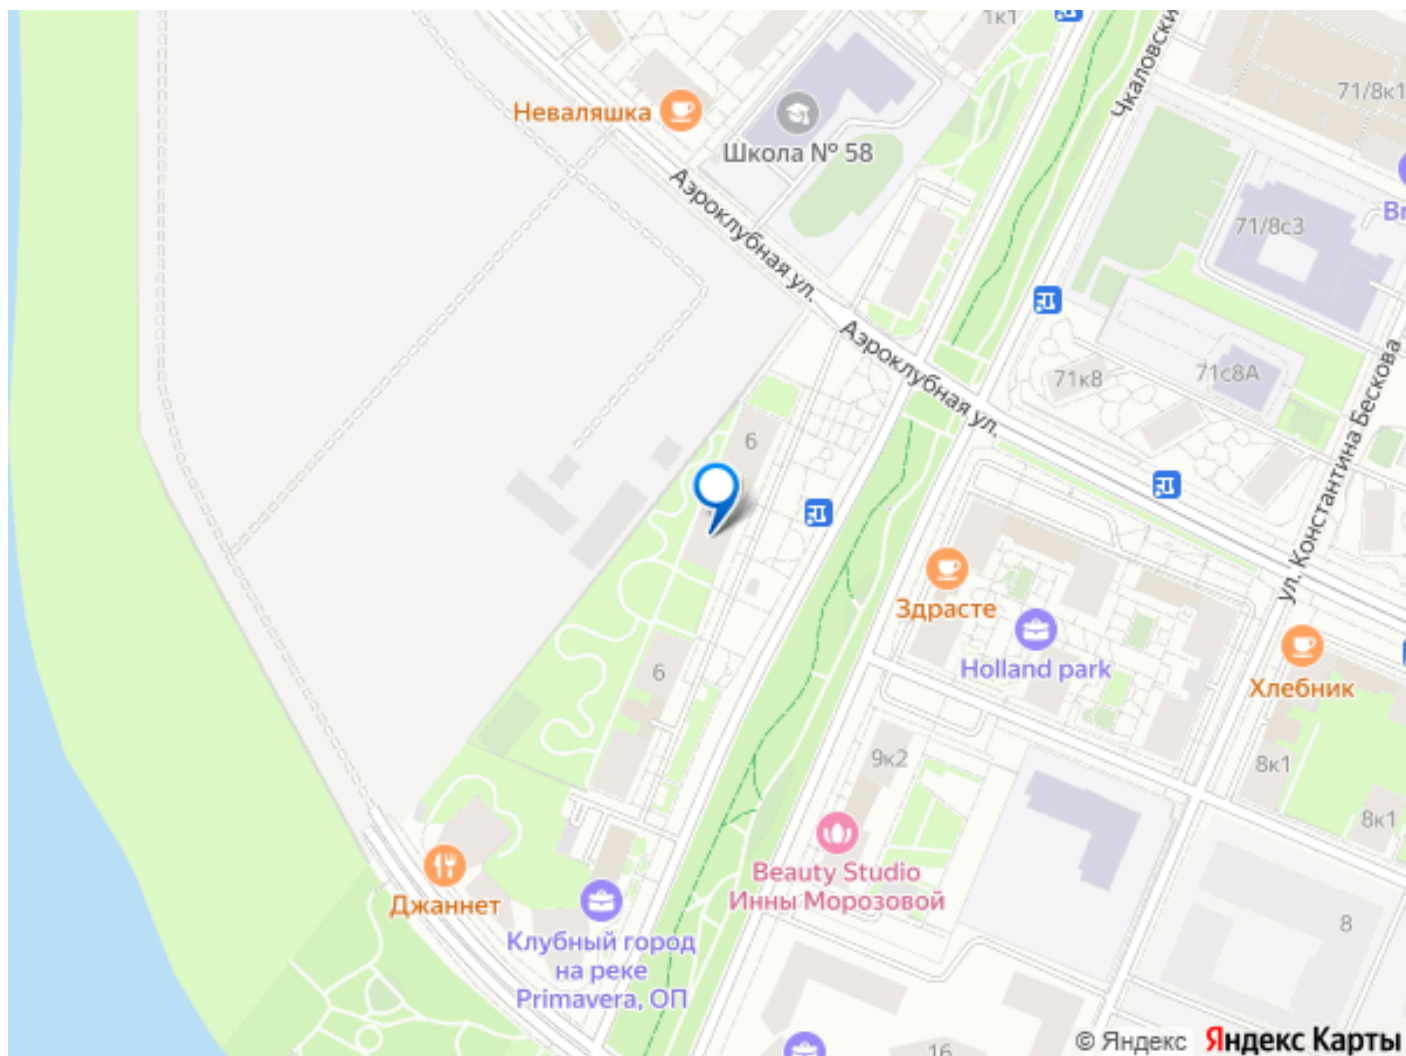 1к1
Чкаловски
71/8к1
Неваляшка
Школа № 58
Аэроклубная ул.
71/8с3
Br
Аэроклубная ул.
71к8
71с8А
ул. Константина Бескова
6
Здрасте
Holland park
Хлебник
6
9к2
8к1
8к1
Beauty Studio
Инны Морозовой
Джаннет
Клубный город
на реке
Primavera, ОП
8
16
© Яндекс Яндекс Карты